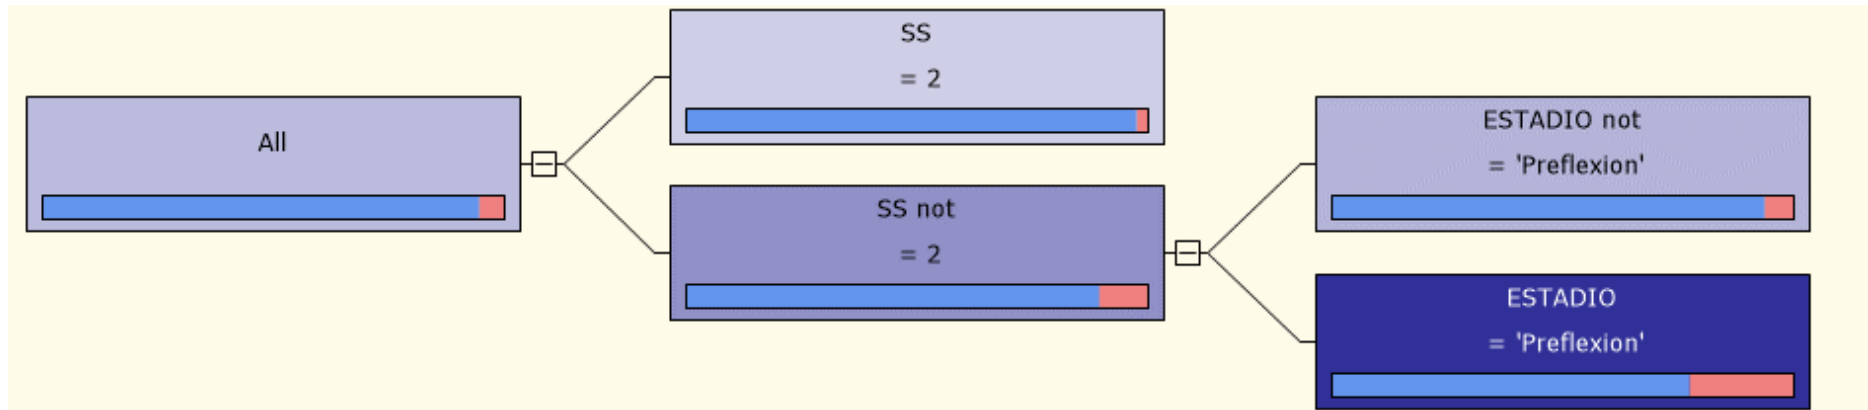 All
SS
= 2
SS not
= 2
ESTADIO not
= 'Preflexion'
ESTADIO
= 'Preflexion'